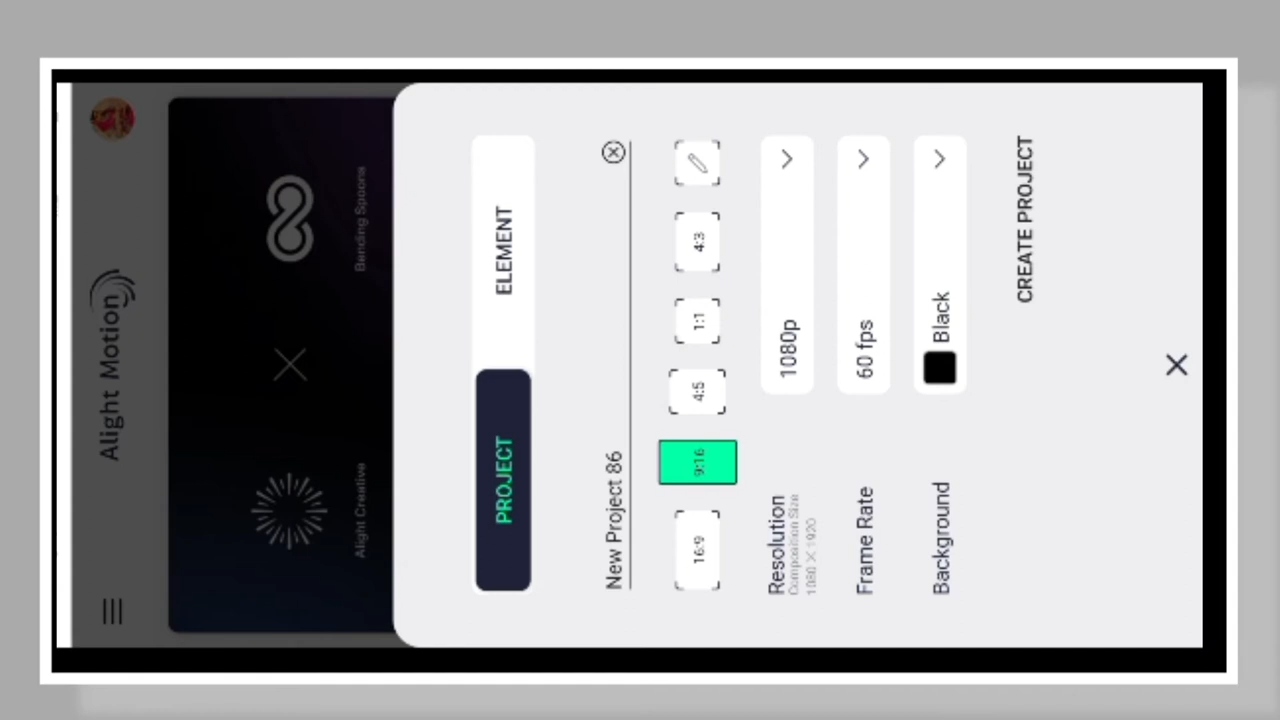 Alight Motion
Alight Creative
Bending Spoons
PROJECT
ELEMENT
New Project 86
16:9
9:16
4:5
1:1
4:3
Resolution
Composition Size
1080 X 1920
1080p
Frame Rate
60 fps
Background
Black
CREATE PROJECT